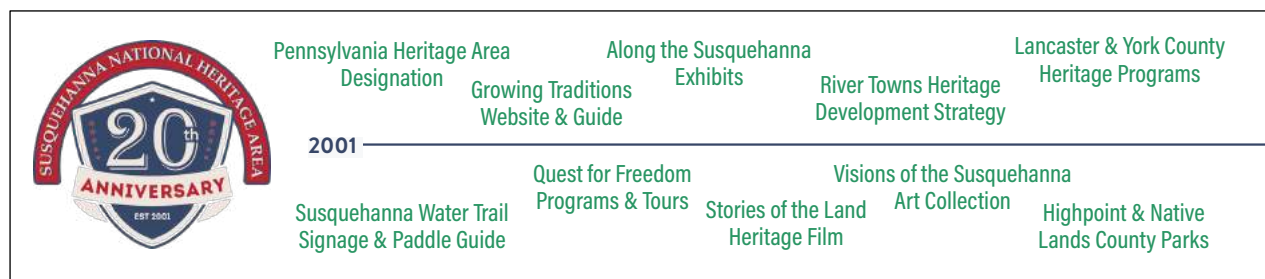 SUSQUEHANNA NATIONAL HERITAGE AREA
20th
ANNIVERSARY
EST 2001
Pennsylvania Heritage Area
Designation
Growing Traditions
Website & Guide
Along the Susquehanna
Exhibits
River Towns Heritage
Development Strategy
Lancaster & York County
Heritage Programs
2001
Susquehanna Water Trail
Signage & Paddle Guide
Quest for Freedom
Programs & Tours
Stories of the Land
Heritage Film
Visions of the Susquehanna
Art Collection
Highpoint & Native
Lands County Parks